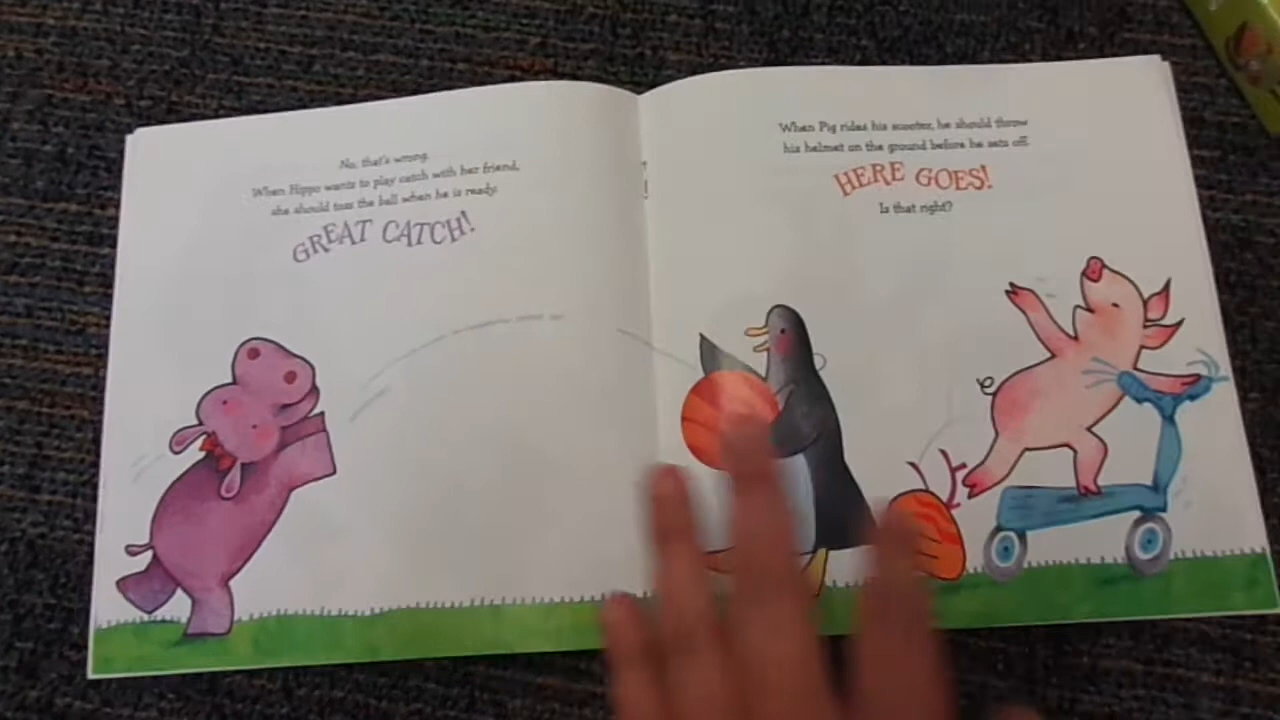 No, that's wrong.
When Hippo wants to play catch with her friend,
she should toss the ball when he is ready.
GREAT CATCH!
When Pig rides his scooter, he should throw
his helmet on the ground before he sets off.
HERE GOES!
Is that right?